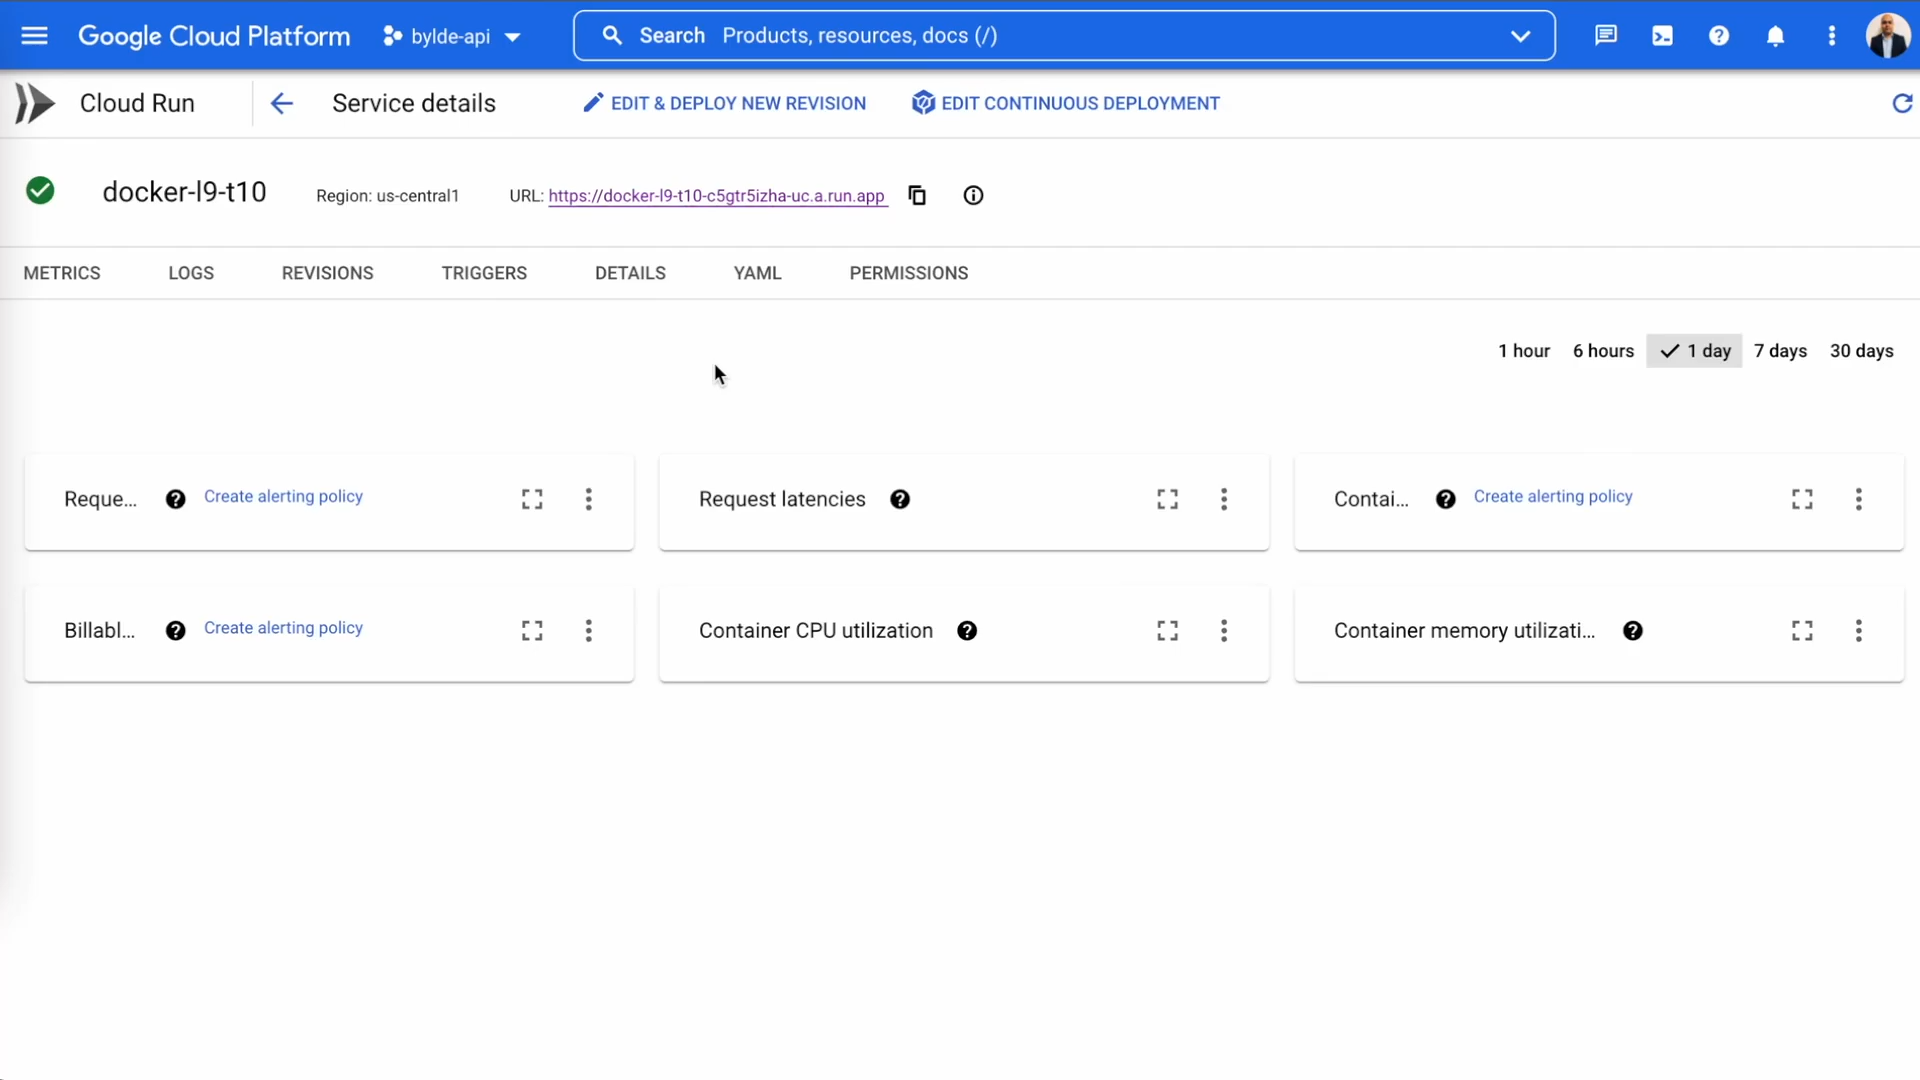 Google Cloud Platform bylde-api Search Products, resources, docs (/)
Cloud Run Service details EDIT & DEPLOY NEW REVISION EDIT CONTINUOUS DEPLOYMENT
docker-l9-t10 Region: us-central1 URL: https://docker-l9-t10-c5gtr5izha-uc.a.run.app
METRICS LOGS REVISIONS TRIGGERS DETAILS YAML PERMISSIONS
1 hour 6 hours 1 day 7 days 30 days
Reque... Create alerting policy Request latencies Contai... Create alerting policy
Billabl... Create alerting policy Container CPU utilization Container memory utilizati...